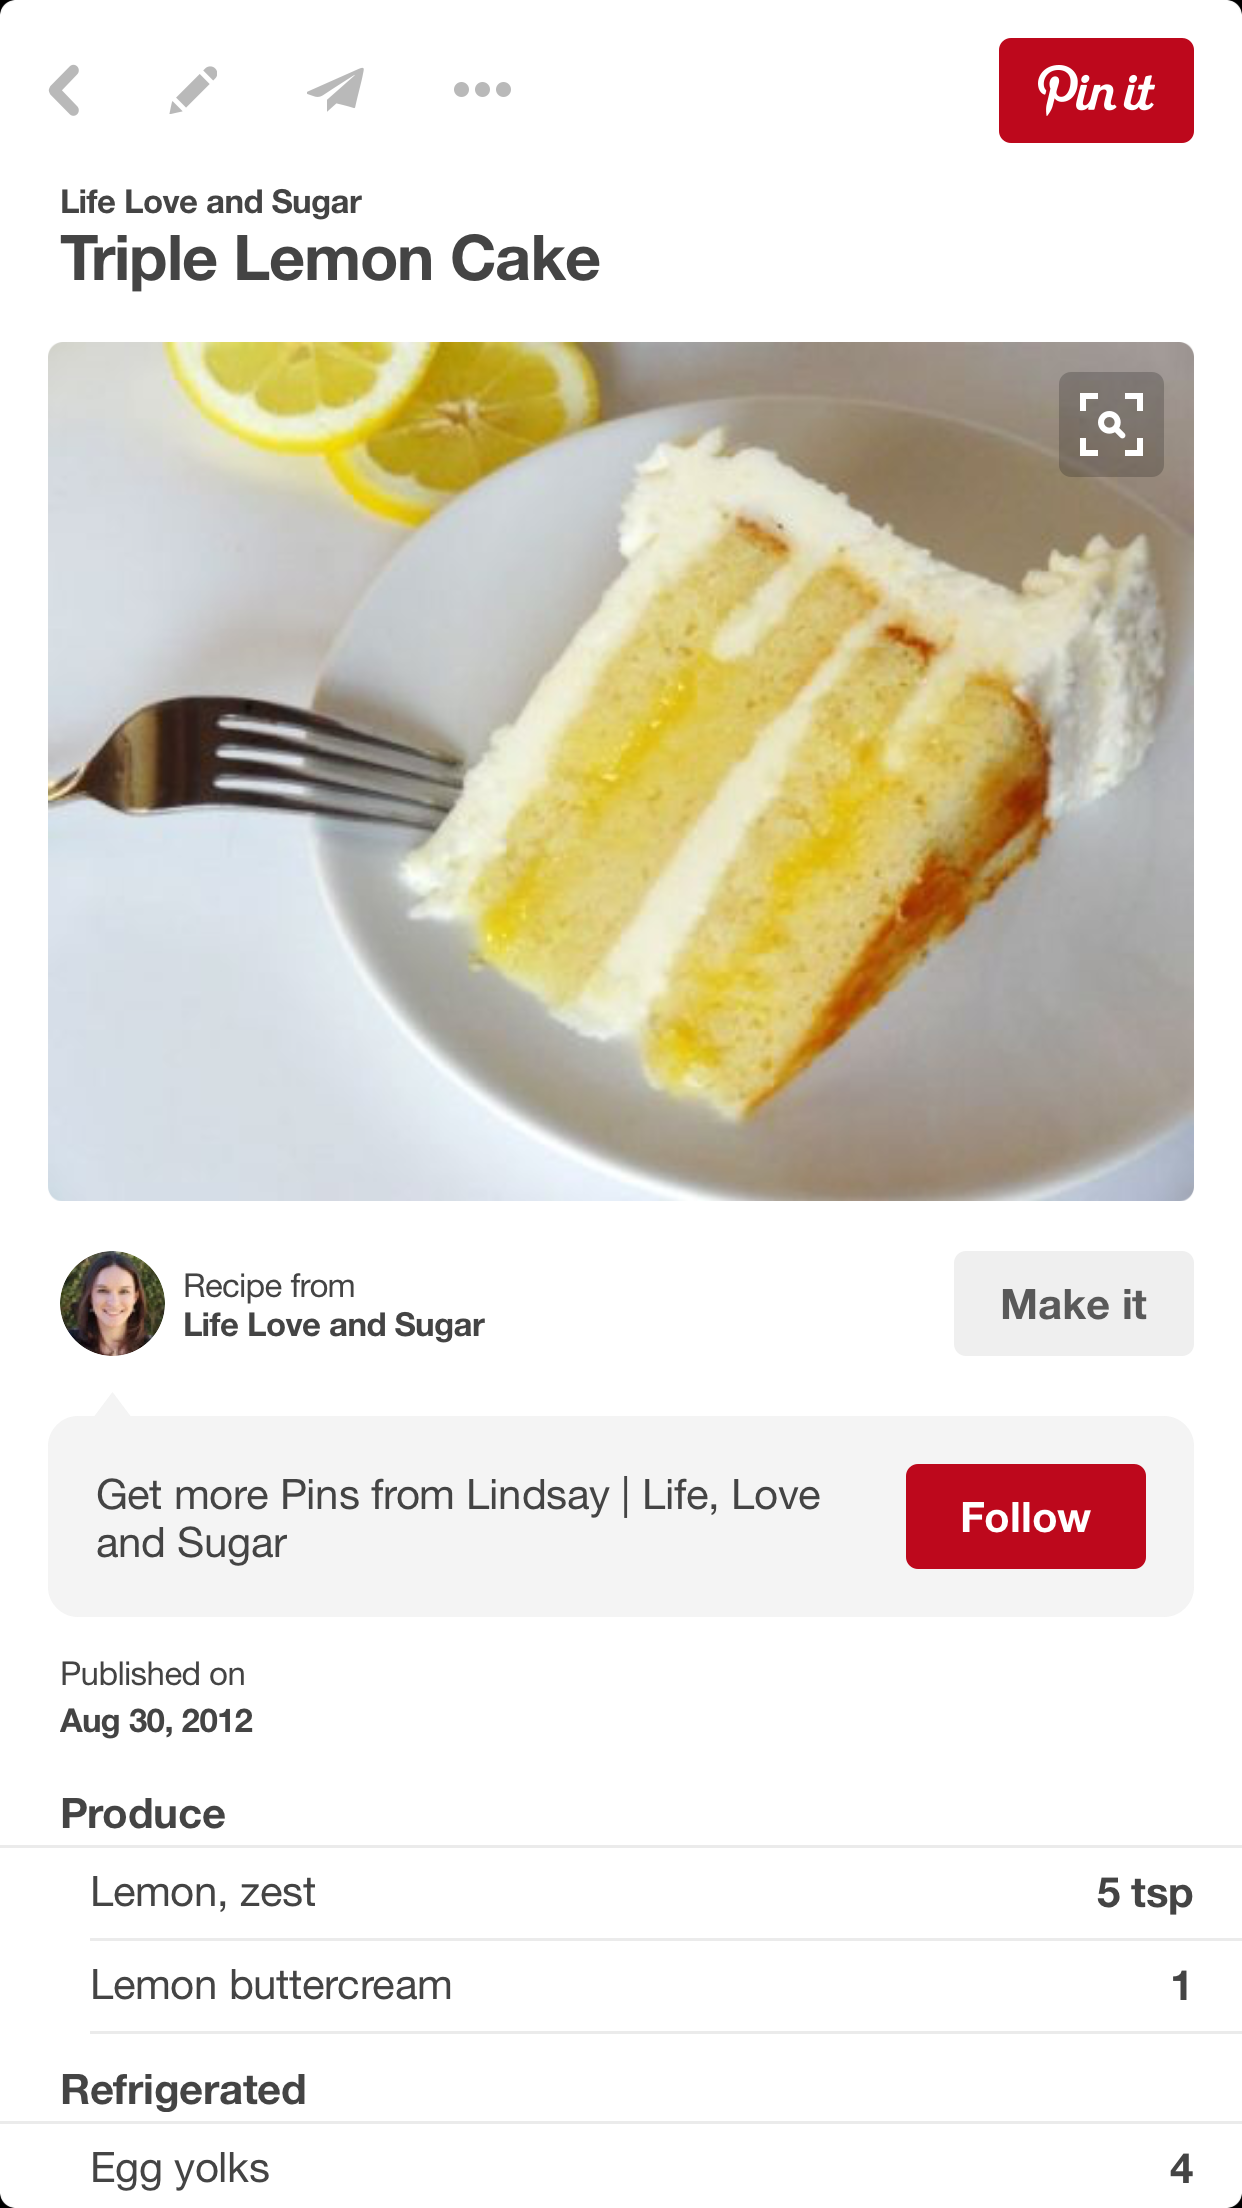 Pin it
Life Love and Sugar
Triple Lemon Cake
Recipe from
Life Love and Sugar
Make it
Get more Pins from Lindsay | Life, Love
and Sugar
Follow
Published on
Aug 30, 2012
Produce
Lemon, zest 5 tsp
Lemon buttercream 1
Refrigerated
Egg yolks 4